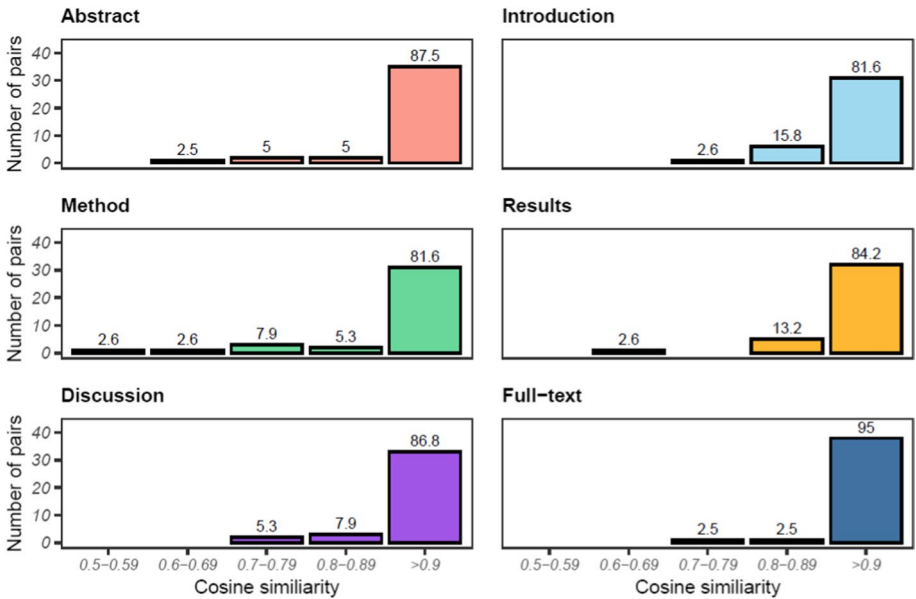 Abstract
Introduction
Number of pairs
40
30
20
10
0
2.5
5
5
87.5
2.6
15.8
81.6
Method
Results
Number of pairs
40
30
20
10
0
2.6
2.6
7.9
5.3
81.6
2.6
13.2
84.2
Discussion
Full−text
Number of pairs
40
30
20
10
0
5.3
7.9
86.8
2.5
2.5
95
0.5−0.59 0.6−0.69 0.7−0.79 0.8−0.89 >0.9
0.5−0.59 0.6−0.69 0.7−0.79 0.8−0.89 >0.9
Cosine similiarity
Cosine similiarity